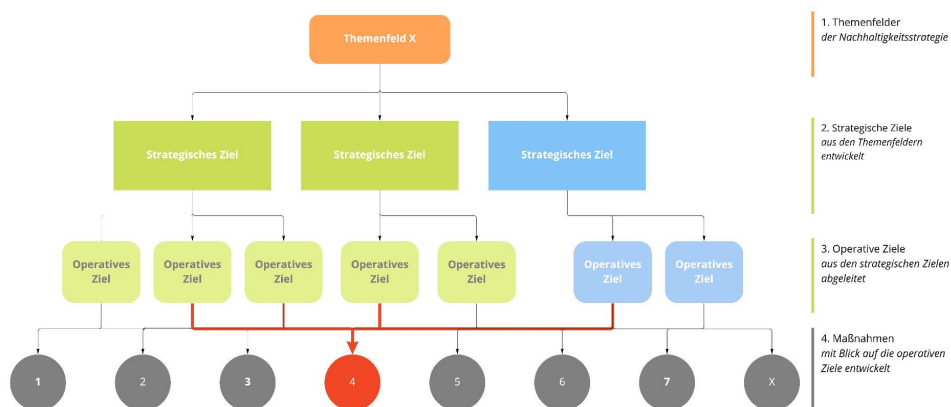 Themenfeld X
1. Themenfelder
der Nachhaltigkeitsstrategie
Strategisches Ziel
Strategisches Ziel
Strategisches Ziel
2. Strategische Ziele
aus den Themenfeldern
entwickelt
Operatives
Ziel
Operatives
Ziel
Operatives
Ziel
Operatives
Ziel
Operatives
Ziel
Operatives
Ziel
Operatives
Ziel
3. Operative Ziele
aus den strategischen Zielen
abgeleitet
1
2
3
4
5
6
7
X
4. Maßnahmen
mit Blick auf die operativen
Ziele entwickelt